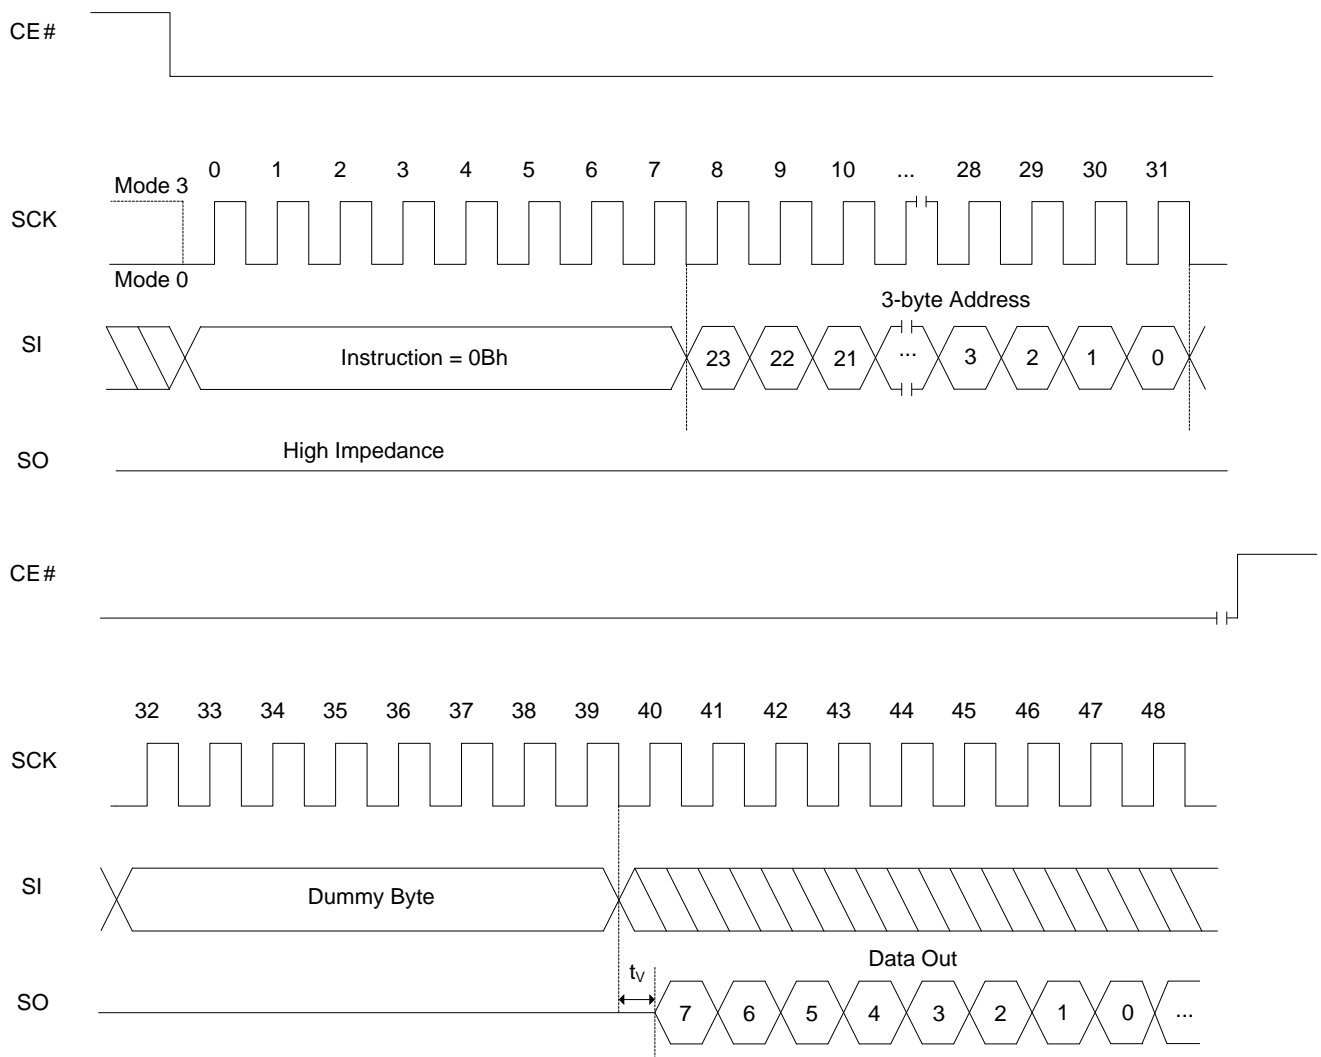 CE#
0 1 2 3 4 5 6 7 8 9 10 ... 28 29 30 31
Mode 3
SCK
Mode 0
3-byte Address
SI
Instruction = 0Bh
23 22 21 ... 3 2 1 0
High Impedance
SO
CE#
32 33 34 35 36 37 38 39 40 41 42 43 44 45 46 47 48
SCK
SI
Dummy Byte
Data Out
tV
SO
7 6 5 4 3 2 1 0 ...